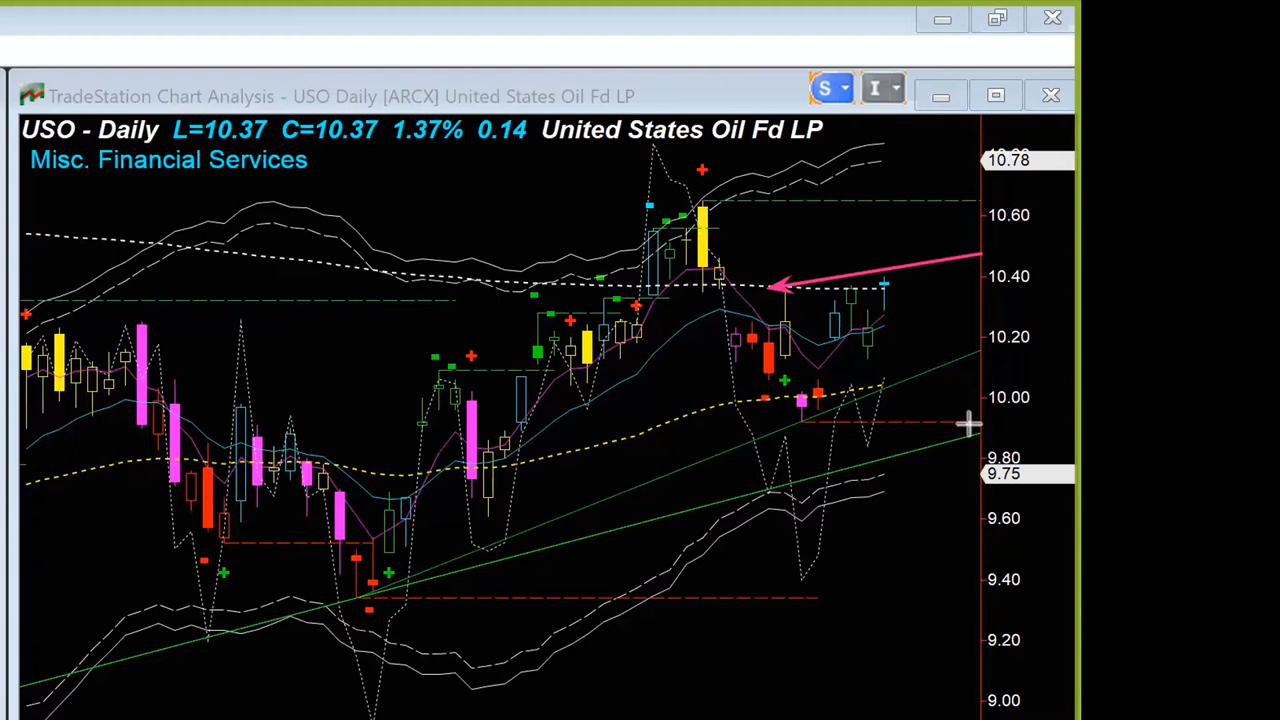 TradeStation Chart Analysis - USO Daily [ARCX] United States Oil Fd LP
S I
USO - Daily L=10.37 C=10.37 1.37% 0.14 United States Oil Fd LP
Misc. Financial Services
10.78
10.60
10.40
10.20
10.00
9.80
9.75
9.60
9.40
9.20
9.00